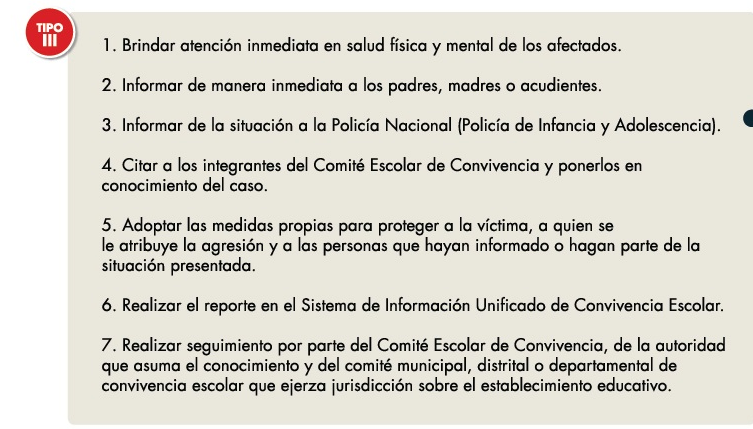 TIPO
III
1. Brindar atención inmediata en salud física y mental de los afectados.
2. Informar de manera inmediata a los padres, madres o acudientes.
3. Informar de la situación a la Policía Nacional (Policía de Infancia y Adolescencia).
4. Citar a los integrantes del Comité Escolar de Convivencia y ponerlos en
conocimiento del caso.
5. Adoptar las medidas propias para proteger a la víctima, a quien se
le atribuye la agresión y a las personas que hayan informado o hagan parte de la
situación presentada.
6. Realizar el reporte en el Sistema de Información Unificado de Convivencia Escolar.
7. Realizar seguimiento por parte del Comité Escolar de Convivencia, de la autoridad
que asuma el conocimiento y del comité municipal, distrital o departamental de
convivencia escolar que ejerza jurisdicción sobre el establecimiento educativo.